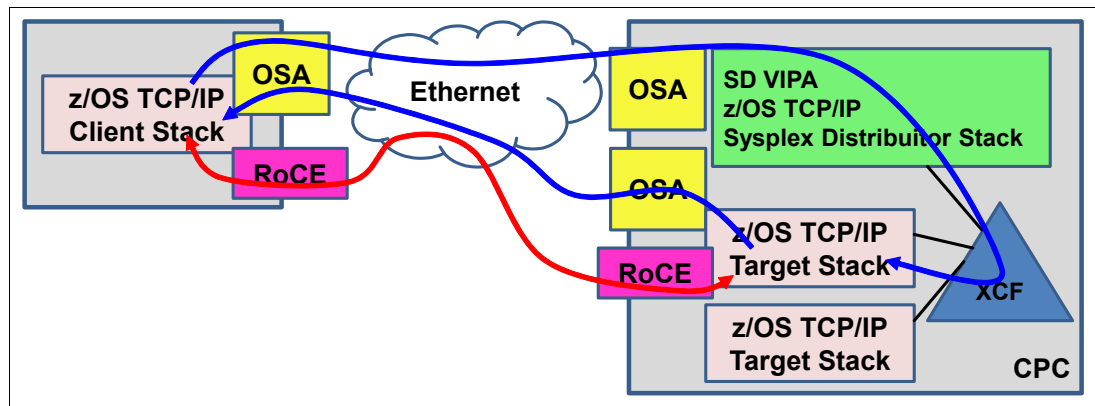 OSA
z/OS TCP/IP
Client Stack
RoCE
Ethernet
OSA
SD VIPA
z/OS TCP/IP
Sysplex Distribuitor Stack
OSA
z/OS TCP/IP
Target Stack
RoCE
XCF
z/OS TCP/IP
Target Stack
CPC